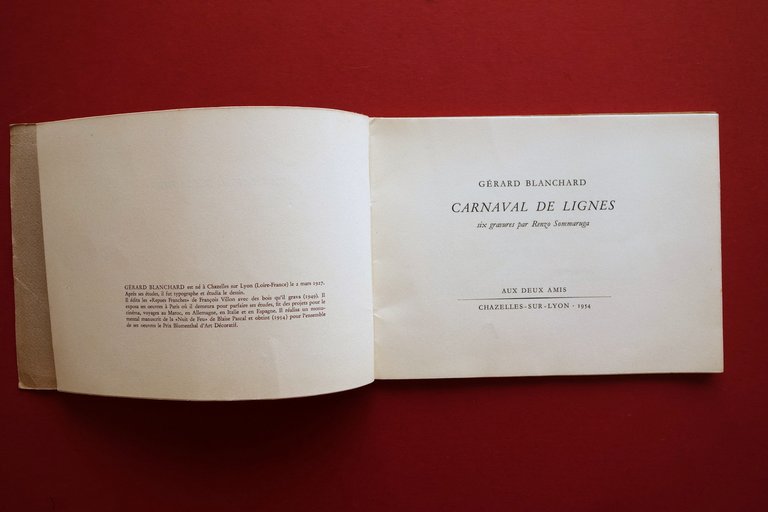 GÉRARD BLANCHARD est né à Chazelles sur Lyon (Loire-France) le 2 mars 1927.
Après ses études, il fut typographe et étudia le dessin.
Il édita les «Repues Franches» de François Villon avec des bois qu'il grava (1949). Il
exposa ses oeuvres à Paris où il demeura pour parfaire ses études, fit des projets pour le
cinéma, voyagea au Maroc, en Allemagne, en Italie et en Espagne. Il réalisa un monu-
mental manuscrit de la «Nuit de Feu» de Blaise Pascal et obtint (1954) pour l'ensemble
de ses oeuvres le Prix Blumenthal d'Art Décoratif.
GÉRARD BLANCHARD
CARNAVAL DE LIGNES
six gravures par Renzo Sommaruga
AUX DEUX AMIS
CHAZELLES-SUR-LYON · 1954